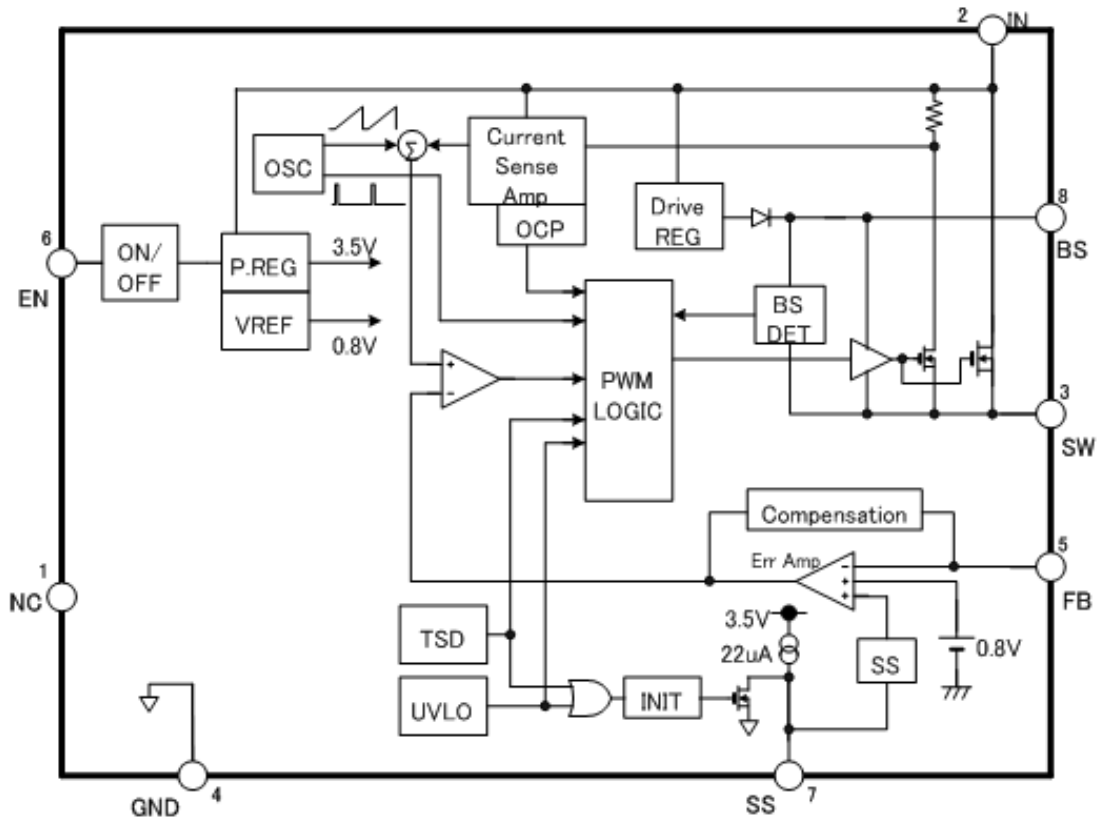 2
IN
OSC
Σ
Current
Sense
Amp
OCP
Drive
REG
8
BS
6
EN
ON/
OFF
P.REG
3.5V
VREF
0.8V
BS
DET
+
-
PWM
LOGIC
3
SW
Compensation
5
FB
Err Amp
-
+
+
1
NC
TSD
3.5V
22uA
SS
0.8V
UVLO
INIT
GND
4
SS
7